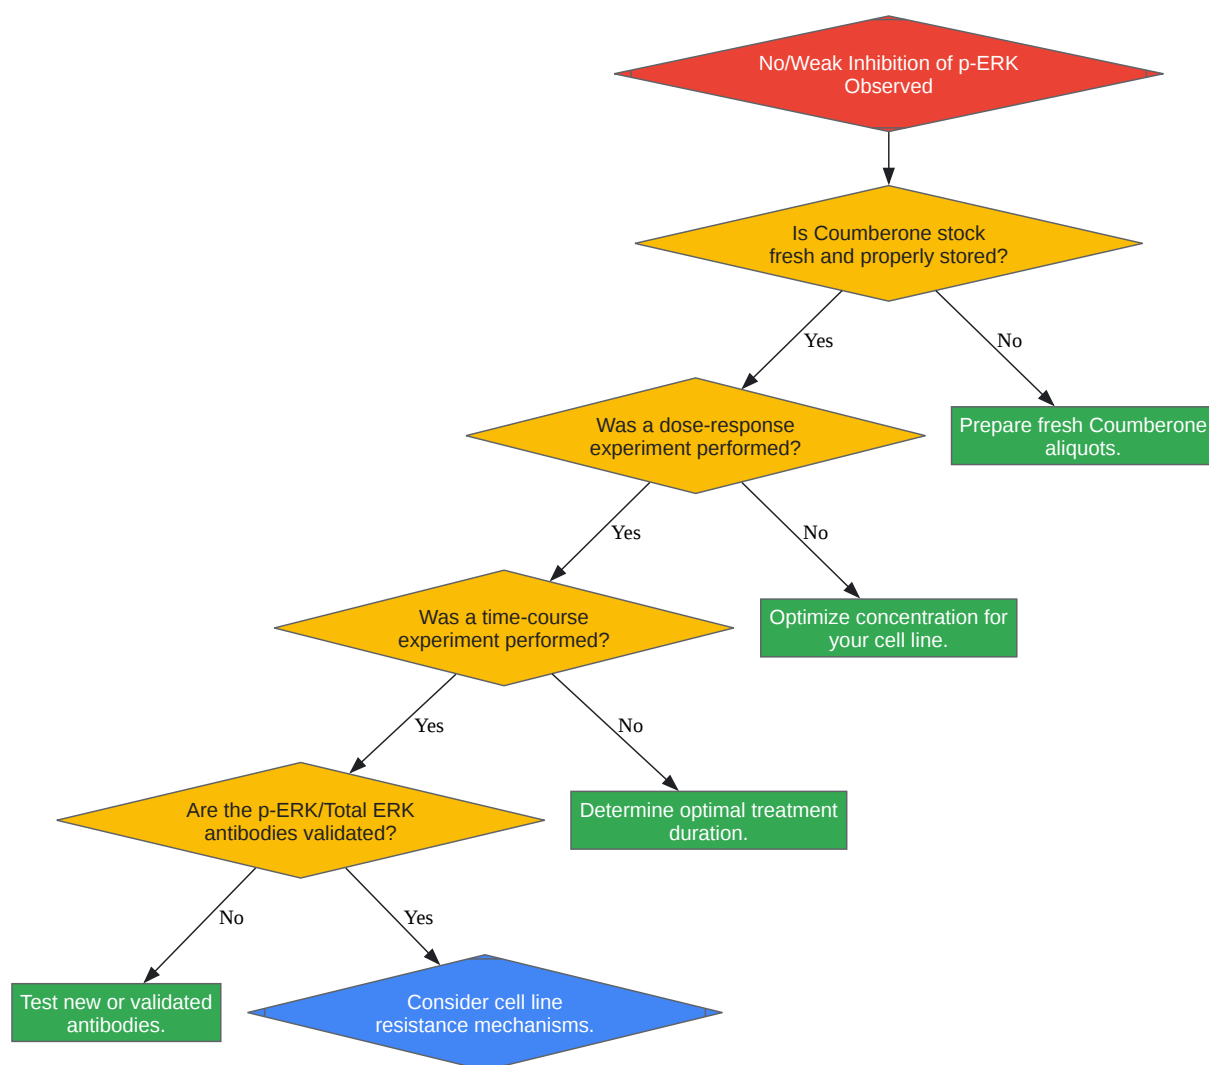 No/Weak Inhibition of p-ERK
Observed
Is Coumberone stock
fresh and properly stored?
Yes
No
Was a dose-response
experiment performed?
Prepare fresh Coumberone
aliquots.
Yes
No
Was a time-course
experiment performed?
Optimize concentration for
your cell line.
Yes
No
Are the p-ERK/Total ERK
antibodies validated?
Determine optimal treatment
duration.
No
Yes
Test new or validated
antibodies.
Consider cell line
resistance mechanisms.